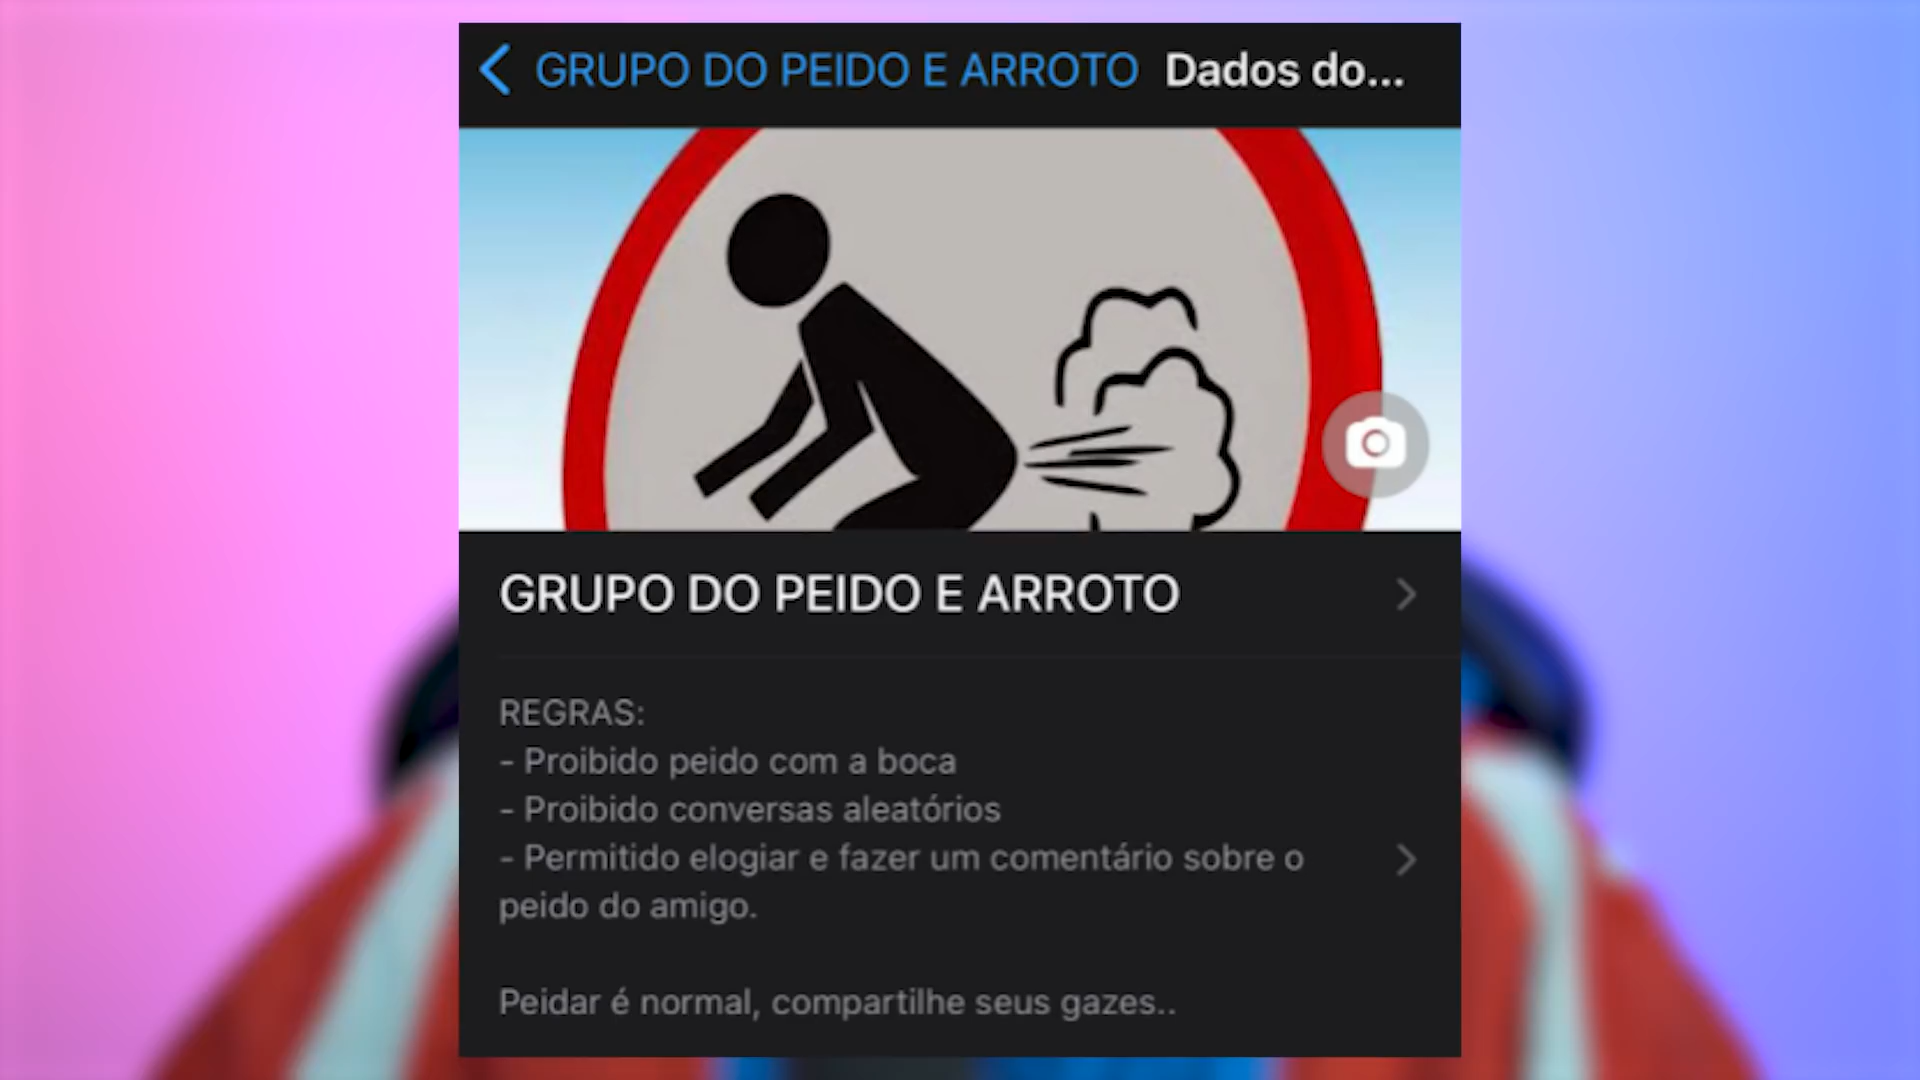 GRUPO DO PEIDO E ARROTO Dados do...
GRUPO DO PEIDO E ARROTO
REGRAS:
- Proibido peido com a boca
- Proibido conversas aleatórios
- Permitido elogiar e fazer um comentário sobre o
peido do amigo.
Peidar é normal, compartilhe seus gazes..